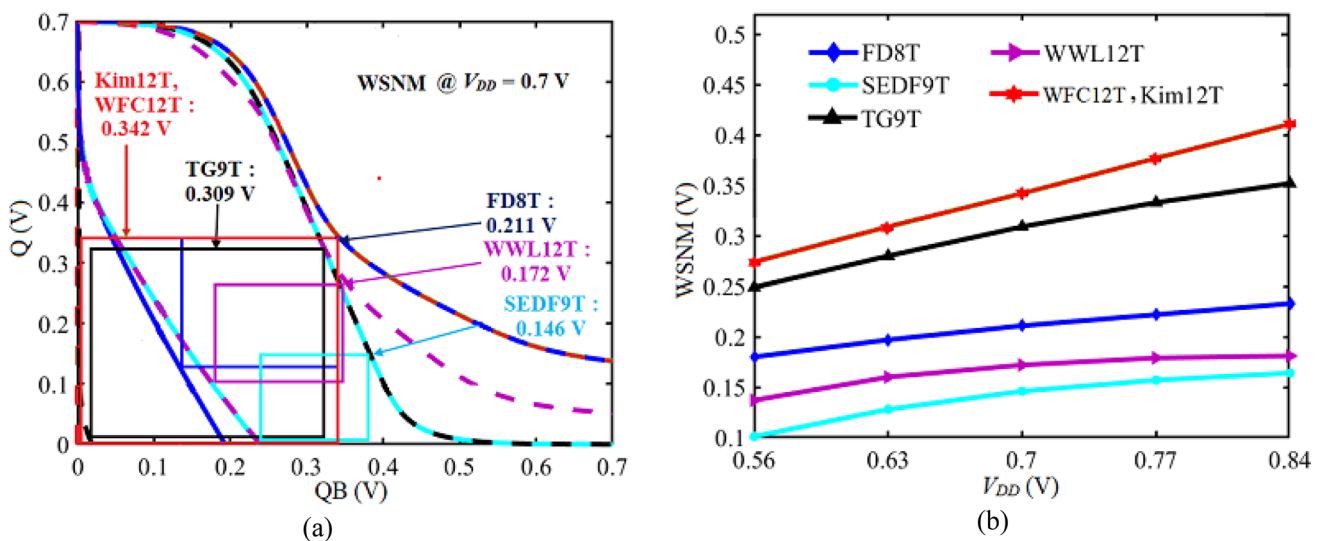 0.7
0.6
0.5
0.4
0.3
0.2
0.1
0
Q (V)
Kim12T,
WFC12T :
0.342 V
WSNM @ VDD = 0.7 V
TG9T :
0.309 V
FD8T :
0.211 V
WWL12T :
0.172 V
SEDF9T :
0.146 V
0 0.1 0.2 0.3 0.4 0.5 0.6 0.7
QB (V)
(a)
0.5
0.45
0.4
0.35
0.3
0.25
0.2
0.15
0.1
WSNM (V)
FD8T
SEDF9T
TG9T
WWL12T
WFC12T , Kim12T
0.56 0.63 0.7 0.77 0.84
VDD (V)
(b)